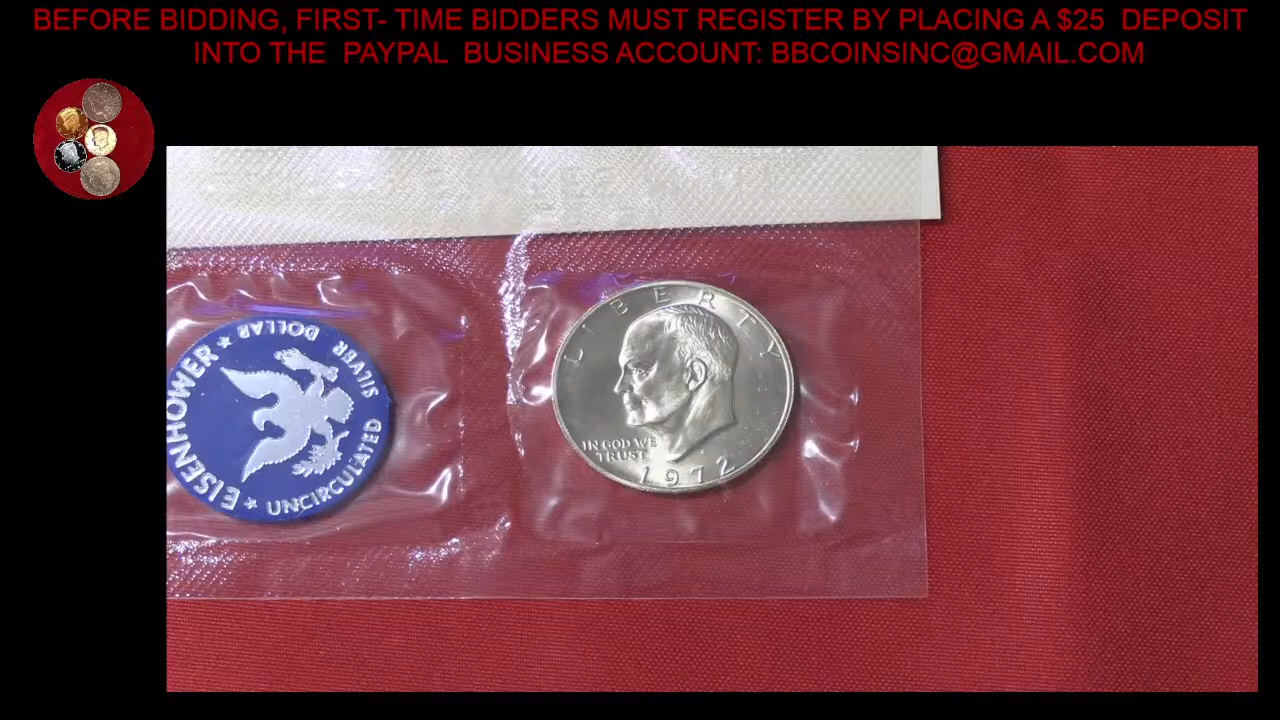 BEFORE BIDDING, FIRST- TIME BIDDERS MUST REGISTER BY PLACING A $25 DEPOSIT
INTO THE PAYPAL BUSINESS ACCOUNT: BBCOINSINC@GMAIL.COM
EISENHOWER ★ DOLLAR
SILVER
★ UNCIRCULATED
LIBERTY
IN GOD WE
TRUST
1972